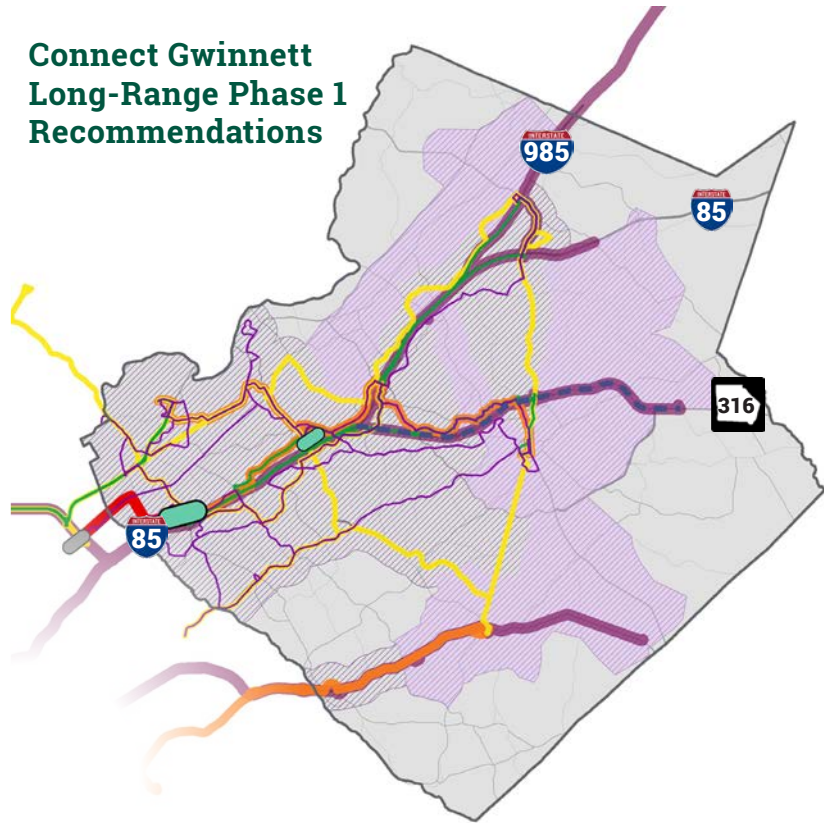 Connect Gwinnett
Long-Range Phase 1
Recommendations
INTERSTATE
985
INTERSTATE
85
316
INTERSTATE
85